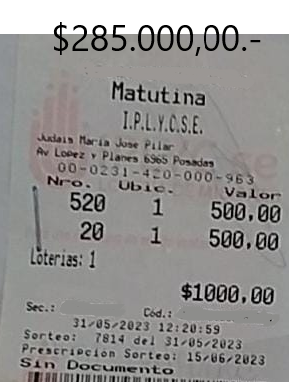 $285.000,00.-
Matutina
I.P.L.Y.C.S.E.
Judais Maria Jose Pilar
Av Lopez y Planes 6365 Posadas
00-0231-420-000-963
Nro. Ubic. Valor
520 1 500,00
20 1 500,00
Loterias: 1
$1000,00
Sec.: Cod.:
31/05/2023 12:20:59
Sorteo: 7814 del 31/05/2023
Prescripcion Sorteo: 15/06/2023
Sin Documento